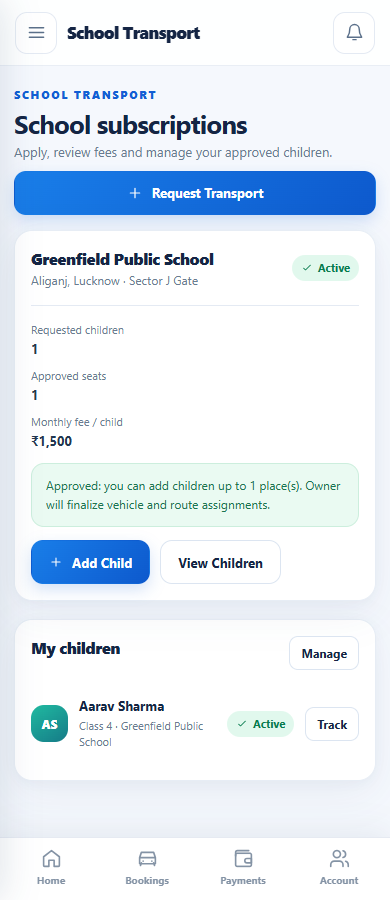 School Transport
SCHOOL TRANSPORT
School subscriptions
Apply, review fees and manage your approved children.
+ Request Transport
Greenfield Public School
Aliganj, Lucknow · Sector J Gate
✓ Active
Requested children
1
Approved seats
1
Monthly fee / child
₹1,500
Approved: you can add children up to 1 place(s). Owner
will finalize vehicle and route assignments.
+ Add Child
View Children
My children
Manage
AS
Aarav Sharma
Class 4 · Greenfield Public
School
✓ Active
Track
Home
Bookings
Payments
Account